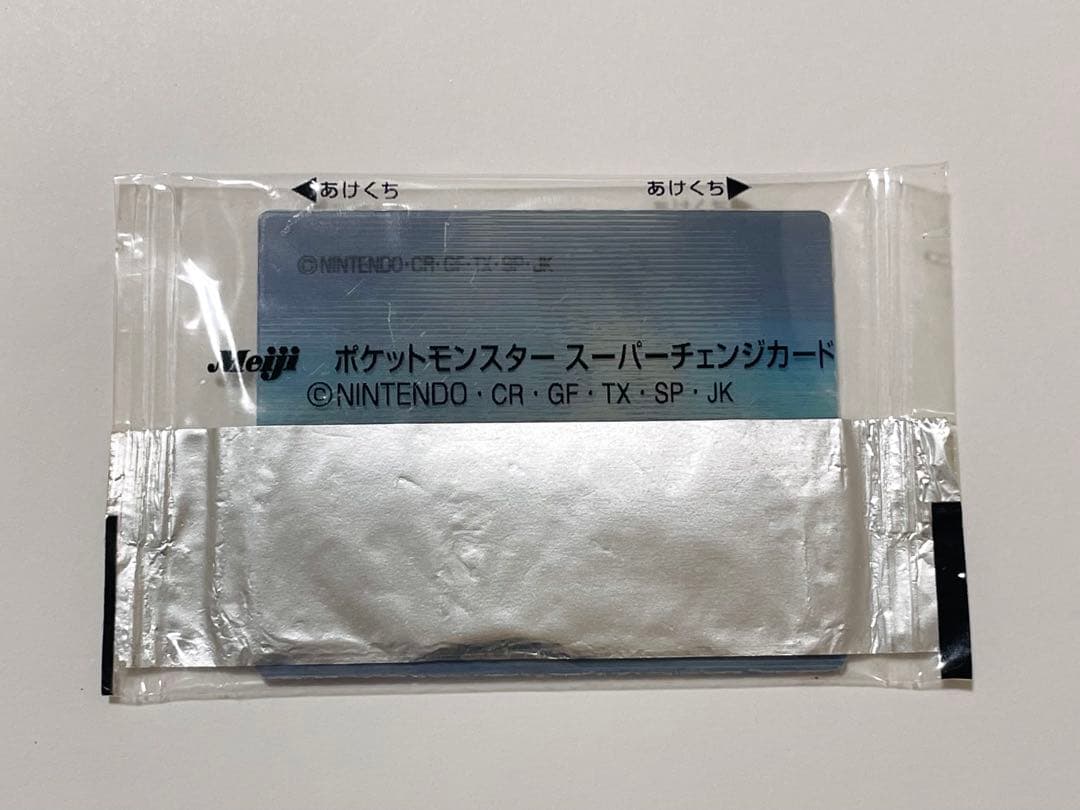 ◀あけくち あけくち▶
©NINTENDO・CR・GF・TX・SP・JK
Meiji ポケットモンスター スーパーチェンジカード
©NINTENDO・CR・GF・TX・SP・JK